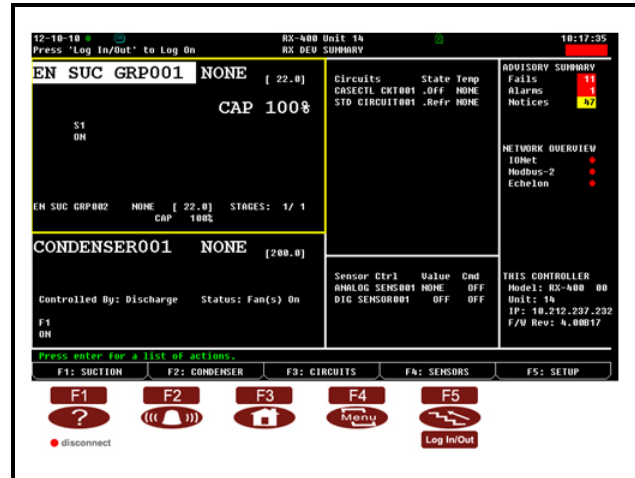 12-10-10 RX-400 Unit 14 10:17:35
Press 'Log In/Out' to Log On RX DEV SUMMARY
EN SUC GRP001 NONE [ 22.0]
CAP 100%
S1
ON
EN SUC GRP002 NONE [ 22.0] STAGES: 1/ 1
CAP 100%
CONDENSER001 NONE [200.0]
Controlled By: Discharge Status: Fan(s) On
F1
ON
Circuits State Temp
CASECTL CKT001 .Off NONE
STD CIRCUIT001 .Refr NONE
Sensor Ctrl Value Cmd
ANALOG SENS001 NONE OFF
DIG SENSOR001 OFF OFF
ADVISORY SUMMARY
Fails 11
Alarms 1
Notices 47
NETWORK OVERVIEW
IONet
Modbus-2
Echelon
THIS CONTROLLER
Model: RX-400 00
Unit: 14
IP: 10.212.237.232
F/W Rev: 4.00B17
Press enter for a list of actions.
F1: SUCTION F2: CONDENSER F3: CIRCUITS F4: SENSORS F5: SETUP
F1 F2 F3 F4 F5
? Menu
Log In/Out
disconnect